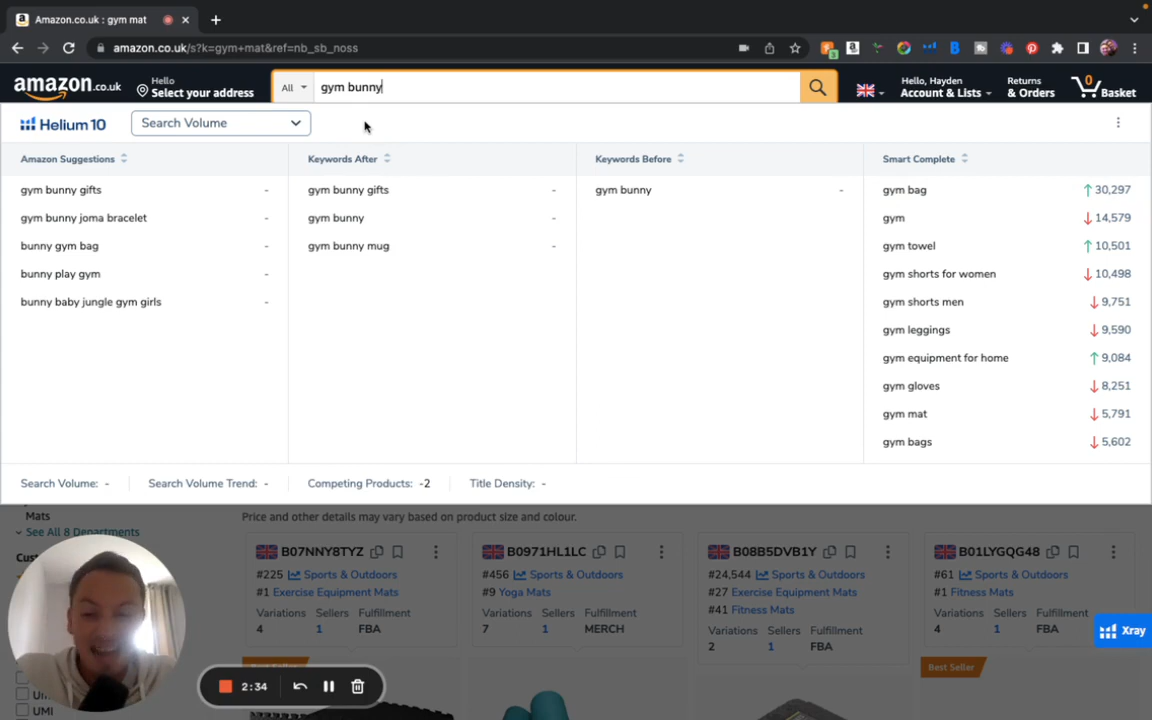 Amazon.co.uk : gym mat
amazon.co.uk/s?k=gym+mat&ref=nb_sb_noss
3
amazon.co.uk
Hello
Select your address
All
gym bunny
Hello, Hayden
Account & Lists
Returns
& Orders
0
Basket
Helium 10
Search Volume
Amazon Suggestions
Keywords After
Keywords Before
Smart Complete
gym bunny gifts -
gym bunny gifts -
gym bunny -
gym bag 30,297
gym bunny joma bracelet -
gym bunny -
gym 14,579
bunny gym bag -
gym bunny mug -
gym towel 10,501
bunny play gym -
gym shorts for women 10,498
bunny baby jungle gym girls -
gym shorts men 9,751
gym leggings 9,590
gym equipment for home 9,084
gym gloves 8,251
gym mat 5,791
gym bags 5,602
Search Volume: -
Search Volume Trend: -
Competing Products: -2
Title Density: -
Mats
See All 8 Departments
Price and other details may vary based on product size and colour.
B07NNY8TYZ
#225 Sports & Outdoors
#1 Exercise Equipment Mats
Variations Sellers Fulfillment
4 1 FBA
B0971HL1LC
#456 Sports & Outdoors
#9 Yoga Mats
Variations Sellers Fulfillment
7 1 MERCH
B08B5DVB1Y
#24,544 Sports & Outdoors
#27 Exercise Equipment Mats
#41 Fitness Mats
Variations Sellers Fulfillment
2 1 FBA
B01LYGQG48
#61 Sports & Outdoors
#1 Fitness Mats
Variations Sellers Fulfillment
4 1 FBA
Xray
Best Seller
2:34
UMI